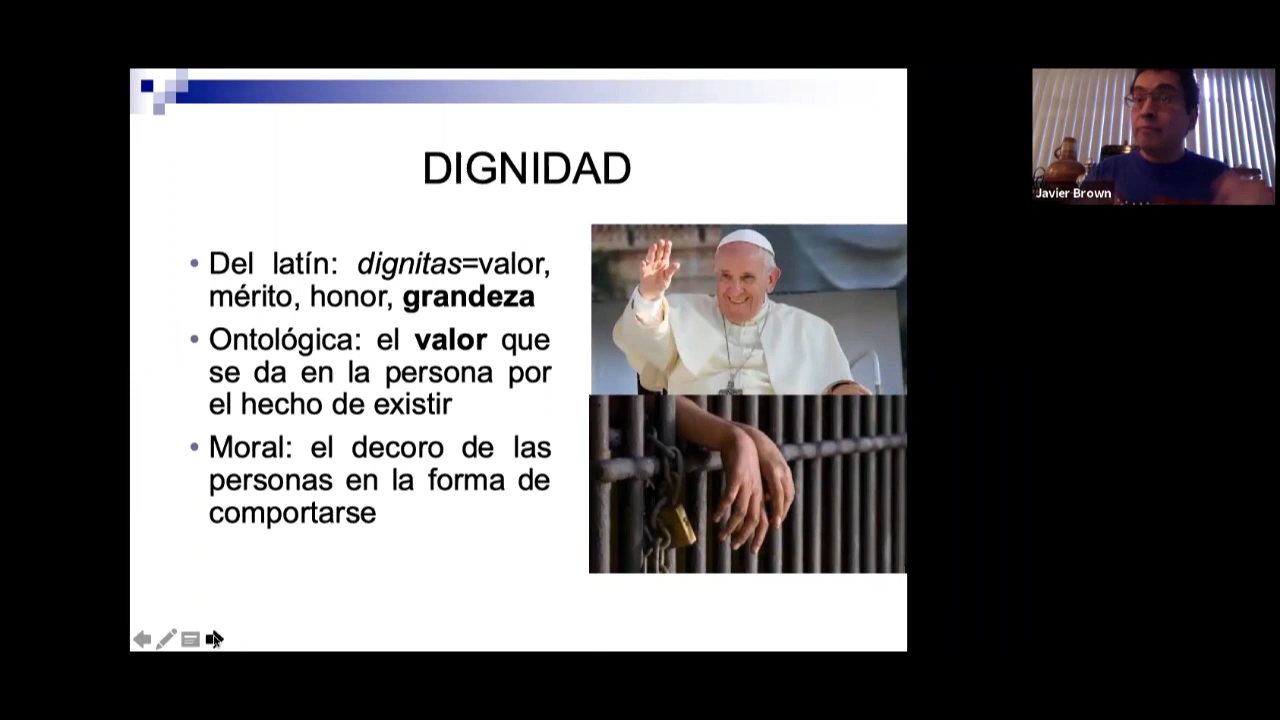 DIGNIDAD
• Del latín: dignitas=valor,
mérito, honor, grandeza
• Ontológica: el valor que
se da en la persona por
el hecho de existir
• Moral: el decoro de las
personas en la forma de
comportarse
Javier Brown